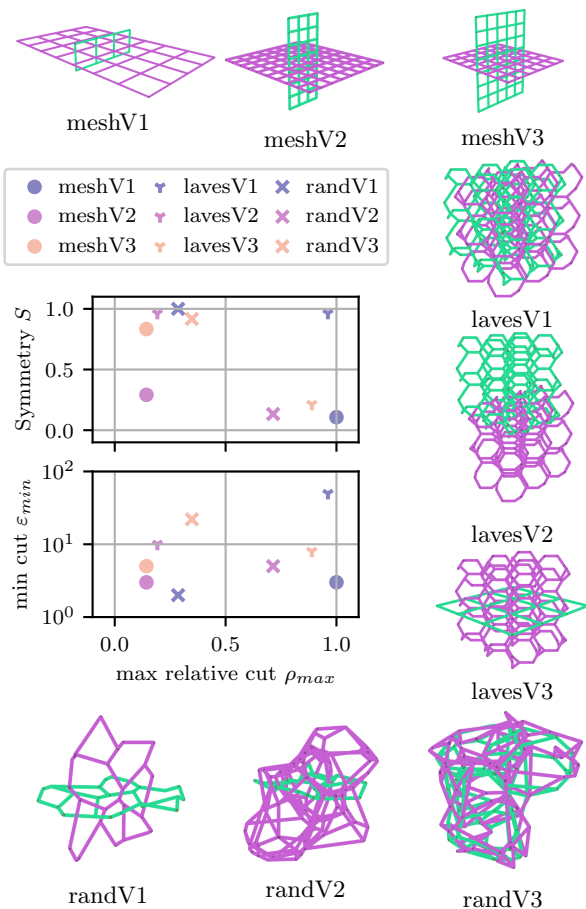 meshV1
meshV2
meshV3
meshV1 lavesV1 randV1
meshV2 lavesV2 randV2
meshV3 lavesV3 randV3
lavesV1
1.0
0.5
0.0
Symmetry S
lavesV2
10²
10¹
10⁰
min cut ε_min
0.0 0.5 1.0
max relative cut ρ_max
lavesV3
randV1
randV2
randV3